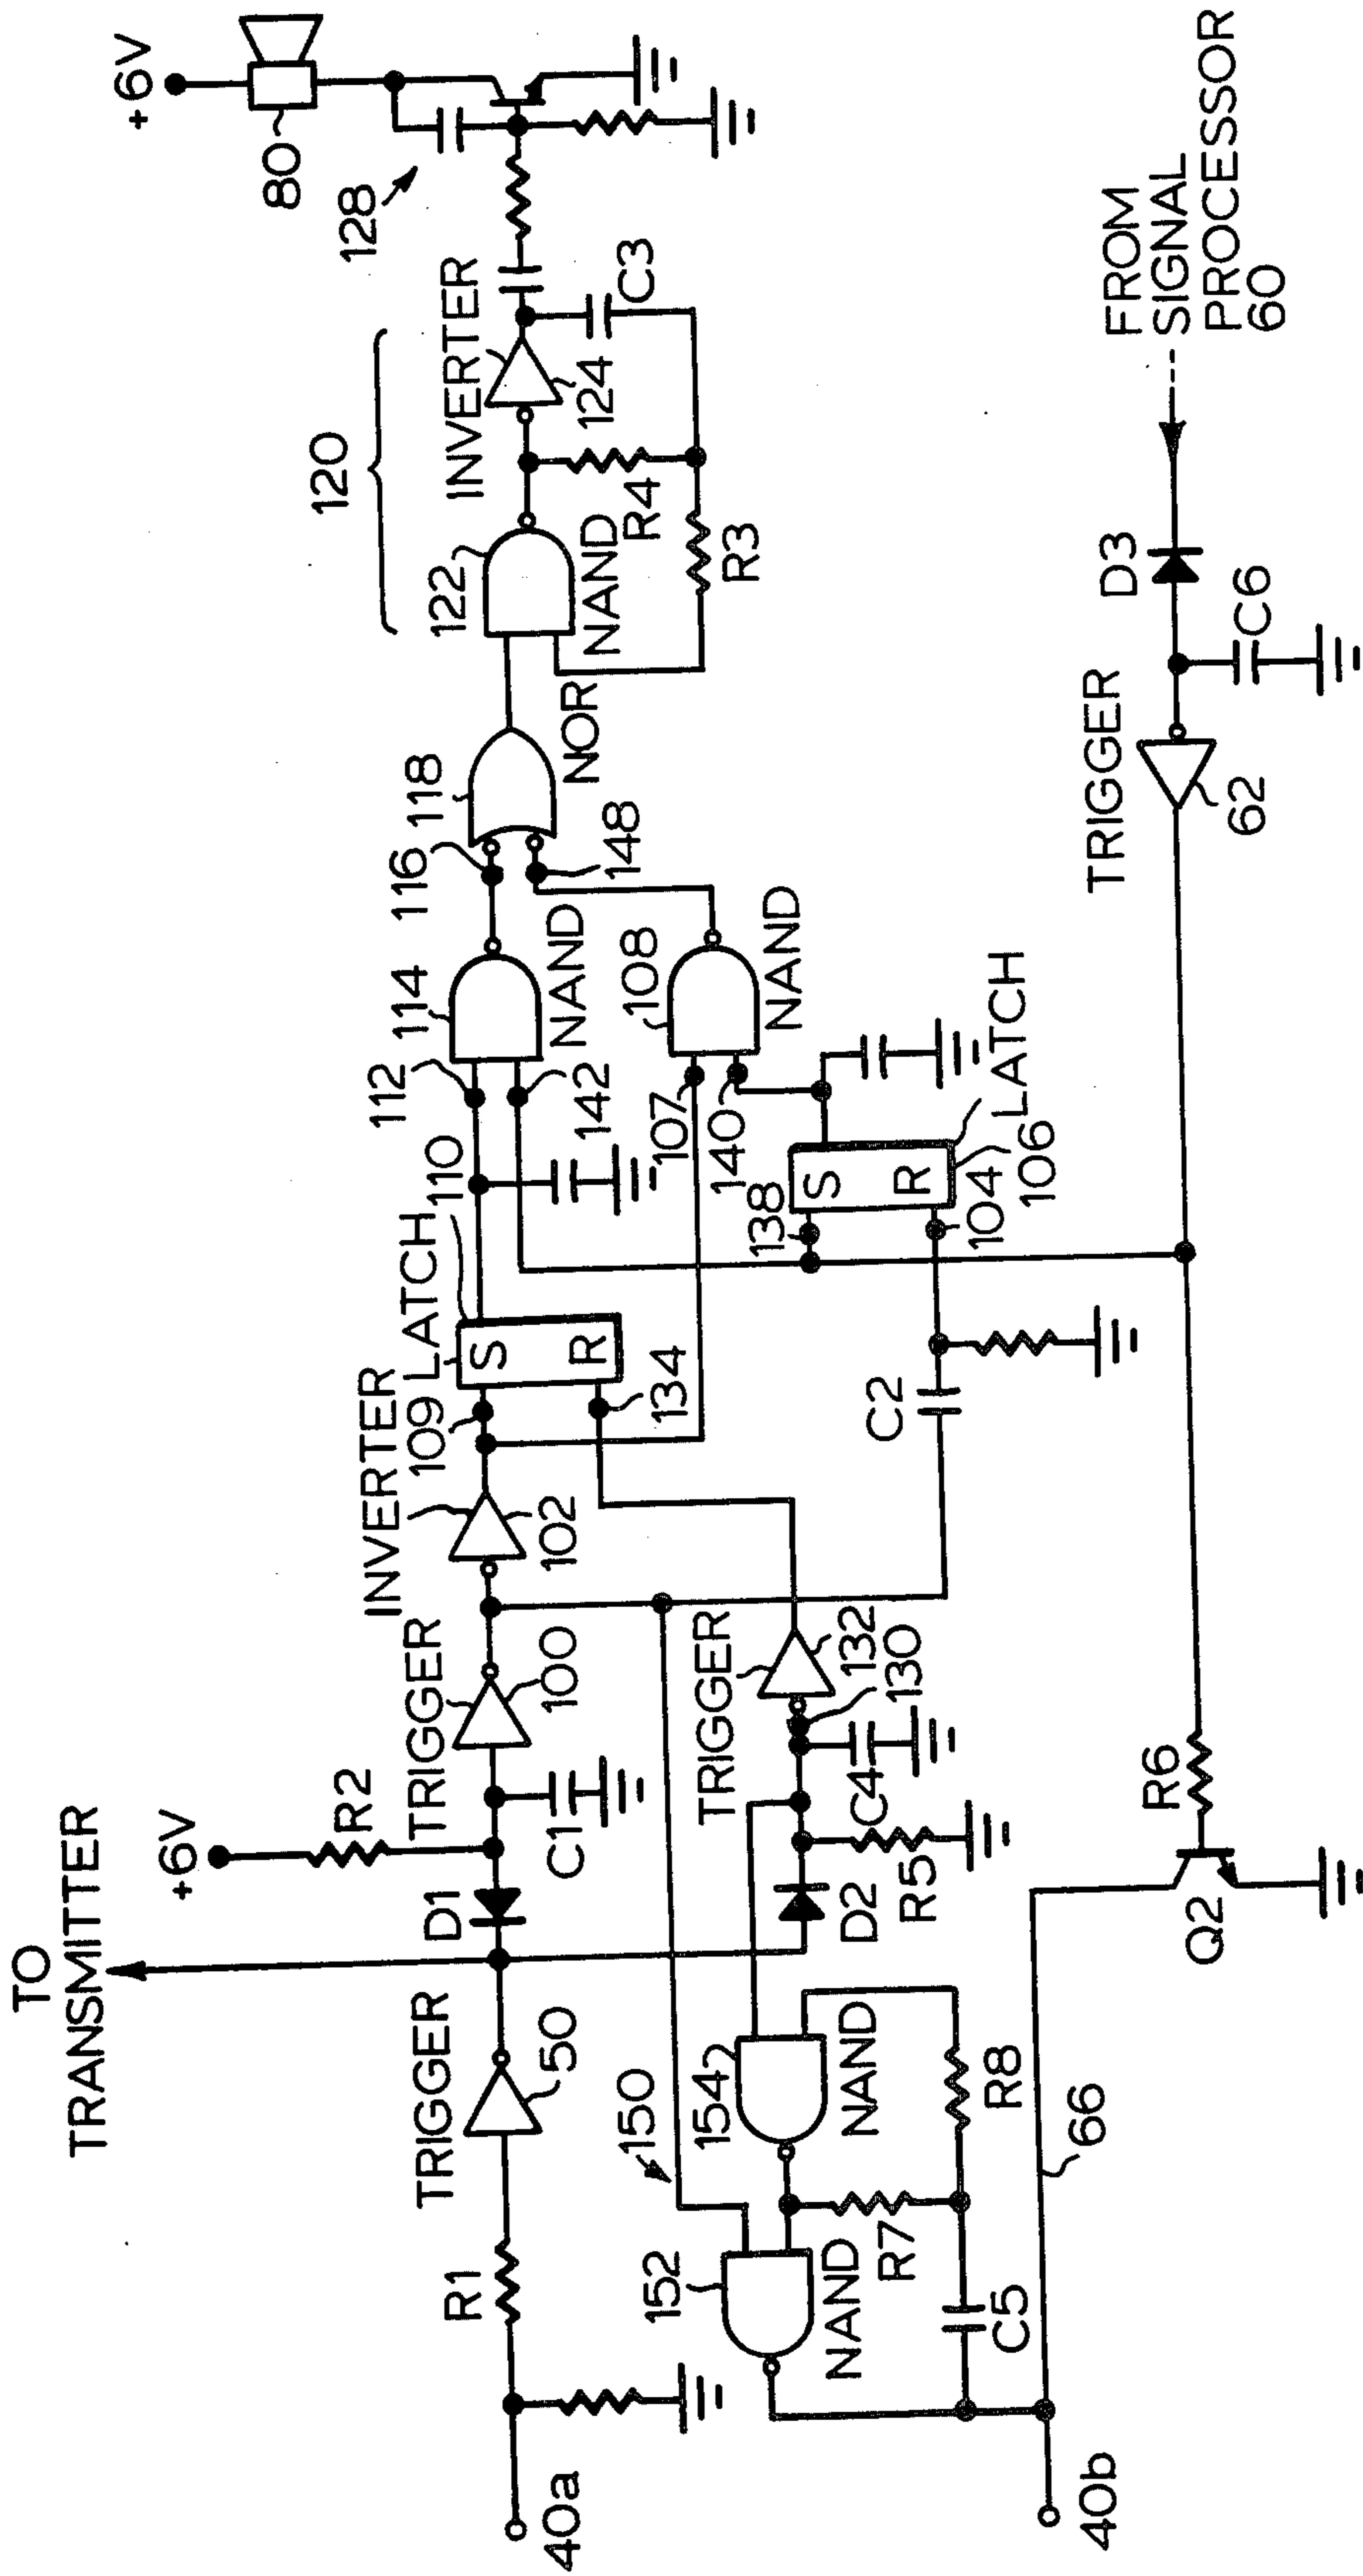 TO
TRANSMITTER
+6V
R2
D1
TRIGGER
50
R1
40a
C1
TRIGGER
100
INVERTER
102
109
LATCH
110
112
114
NAND
142
116
118
NOR
148
120
122
NAND
INVERTER
124
R4
R3
C3
128
80
+6V
134
107
140
108
NAND
138
S
R
S
R
LATCH
104
106
C2
TRIGGER
132
130
C4
R5
D2
150
152
NAND
154
NAND
R7
R8
C5
66
40b
Q2
R6
TRIGGER
62
C6
D3
FROM
SIGNAL
PROCESSOR
60